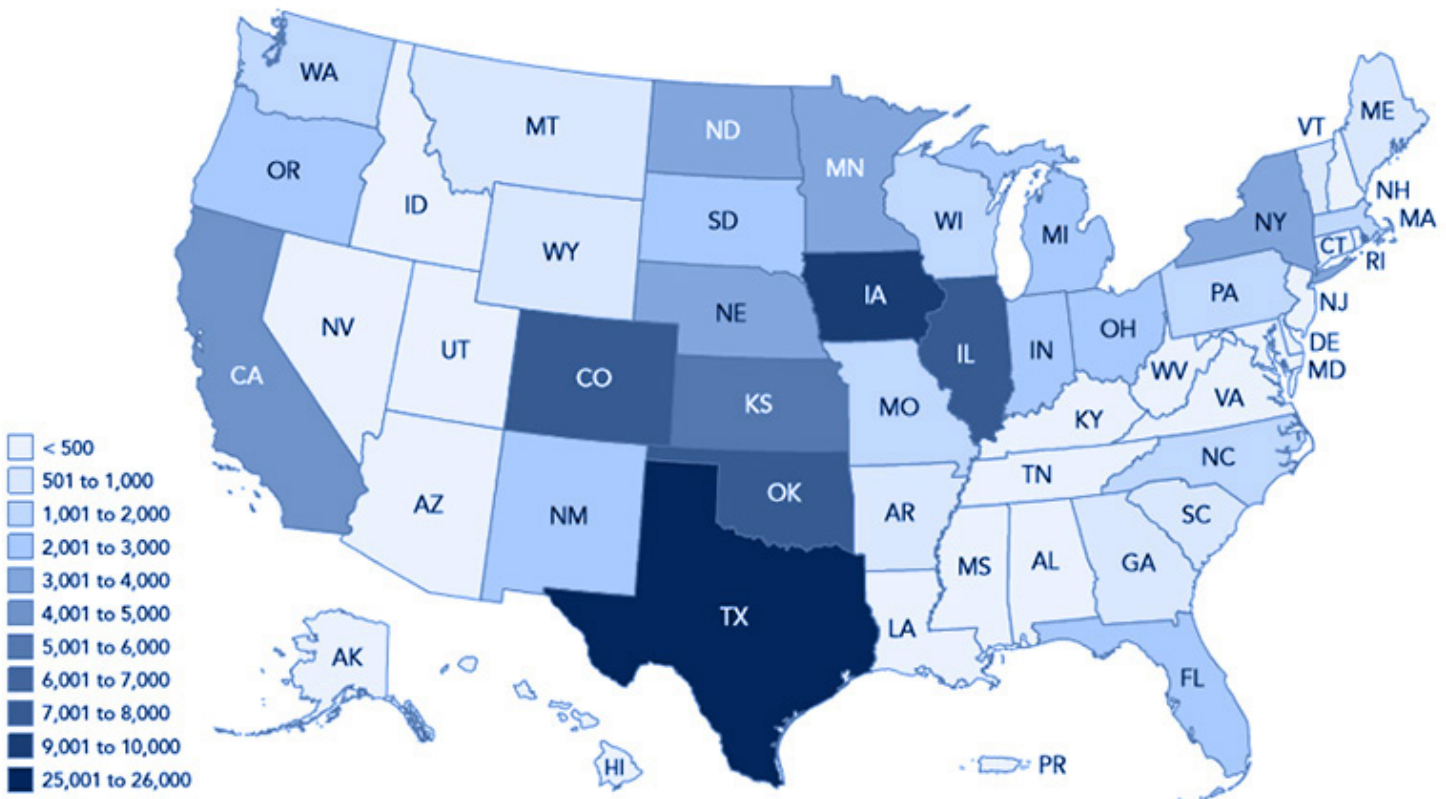 WA
MT
ND
MN
VT
ME
OR
ID
WY
SD
WI
MI
NY
NH
MA
CT
RI
NV
UT
CO
NE
IA
IL
IN
OH
PA
NJ
DE
MD
CA
KS
MO
KY
WV
VA
AZ
NM
OK
AR
TN
NC
SC
TX
LA
MS
AL
GA
FL
AK
HI
PR
< 500
501 to 1,000
1,001 to 2,000
2,001 to 3,000
3,001 to 4,000
4,001 to 5,000
5,001 to 6,000
6,001 to 7,000
7,001 to 8,000
9,001 to 10,000
25,001 to 26,000